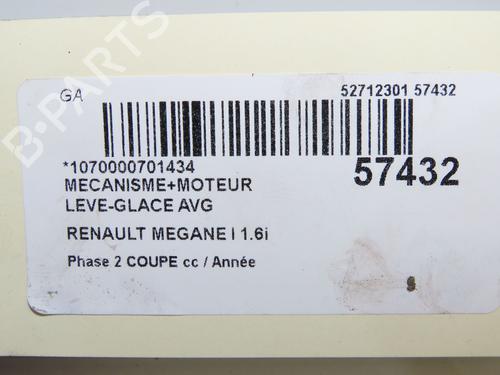 B-PARTS
GA
52712301 57432
*1070000701434
57432
MECANISME+MOTEUR
LEVE-GLACE AVG
RENAULT MEGANE I 1.6i
Phase 2 COUPE cc / Année